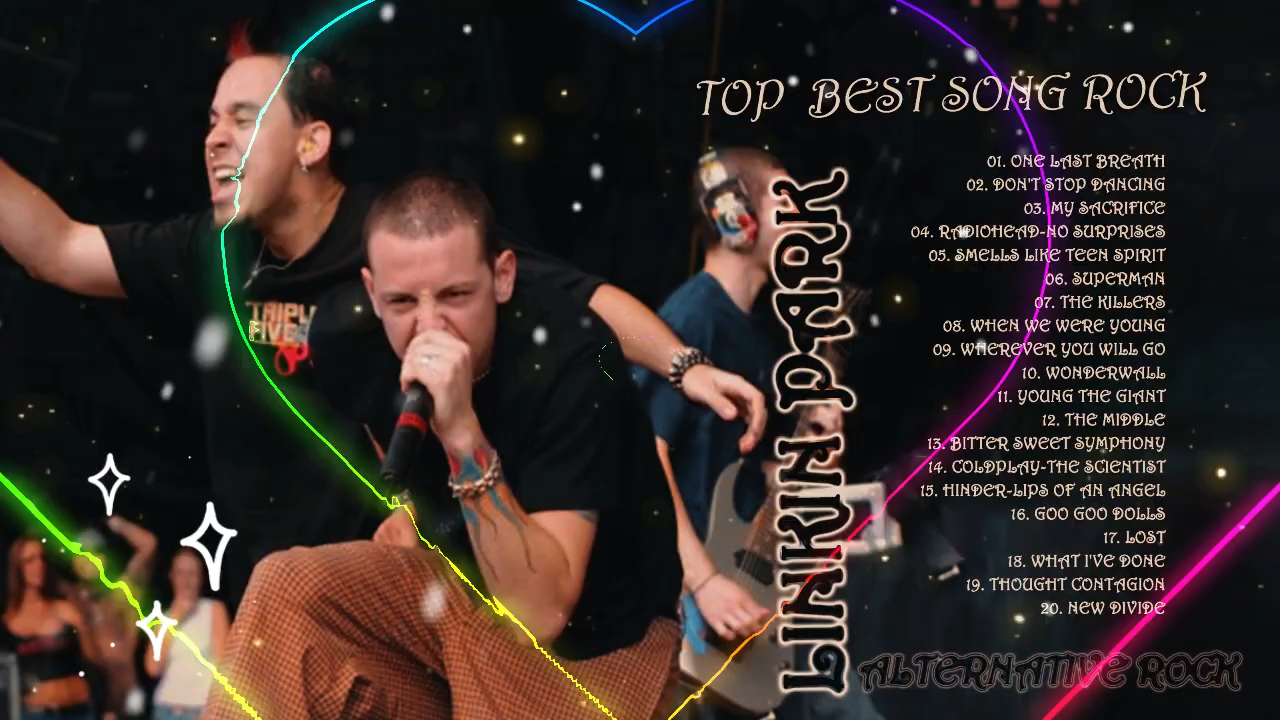 TOP BEST SONG ROCK
01. ONE LAST BREATH
02. DON'T STOP DANCING
03. MY SACRIFICE
04. RADIOHEAD-NO SURPRISES
05. SMELLS LIKE TEEN SPIRIT
06. SUPERMAN
07. THE KILLERS
08. WHEN WE WERE YOUNG
09. WHEREVER YOU WILL GO
10. WONDERWALL
11. YOUNG THE GIANT
12. THE MIDDLE
13. BITTER SWEET SYMPHONY
14. COLDPLAY-THE SCIENTIST
15. HINDER-LIPS OF AN ANGEL
16. GOO GOO DOLLS
17. LOST
18. WHAT I'VE DONE
19. THOUGHT CONTAGION
20. NEW DIVIDE
LINKIN PARK
ALTERNATIVE ROCK
TRIPLE
FIVE